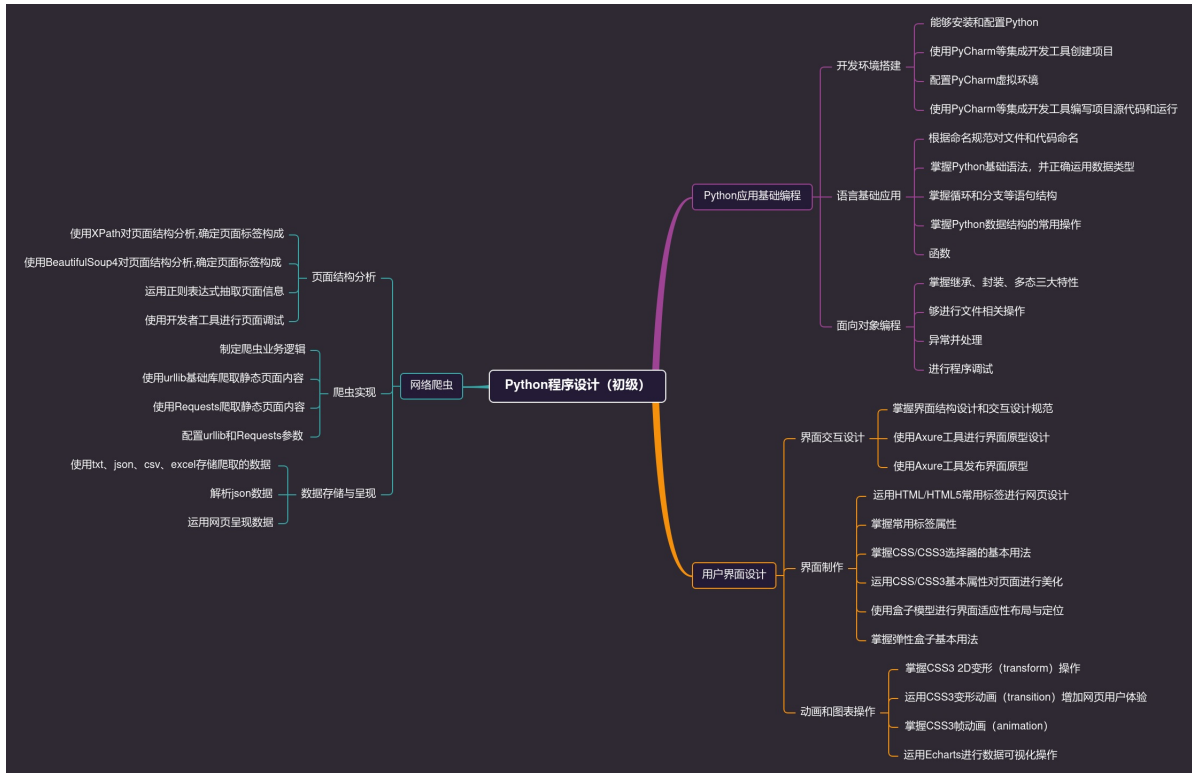 Python程序设计（初级）
Python应用基础编程
开发环境搭建
能够安装和配置Python
使用PyCharm等集成开发工具创建项目
配置PyCharm虚拟环境
使用PyCharm等集成开发工具编写项目源代码和运行
语言基础应用
根据命名规范对文件和代码命名
掌握Python基础语法，并正确运用数据类型
掌握循环和分支等语句结构
掌握Python数据结构的常用操作
函数
面向对象编程
掌握继承、封装、多态三大特性
够进行文件相关操作
异常并处理
进行程序调试
用户界面设计
界面交互设计
掌握界面结构设计和交互设计规范
使用Axure工具进行界面原型设计
使用Axure工具发布界面原型
界面制作
运用HTML/HTML5常用标签进行网页设计
掌握常用标签属性
掌握CSS/CSS3选择器的基本用法
运用CSS/CSS3基本属性对页面进行美化
使用盒子模型进行界面适应性布局与定位
掌握弹性盒子基本用法
动画和图表操作
掌握CSS3 2D变形（transform）操作
运用CSS3变形动画（transition）增加网页用户体验
掌握CSS3帧动画（animation）
运用Echarts进行数据可视化操作
网络爬虫
页面结构分析
使用XPath对页面结构分析,确定页面标签构成
使用BeautifulSoup4对页面结构分析,确定页面标签构成
运用正则表达式抽取页面信息
使用开发者工具进行页面调试
爬虫实现
制定爬虫业务逻辑
使用urllib基础库爬取静态页面内容
使用Requests爬取静态页面内容
配置urllib和Requests参数
数据存储与呈现
使用txt、json、csv、excel存储爬取的数据
解析json数据
运用网页呈现数据